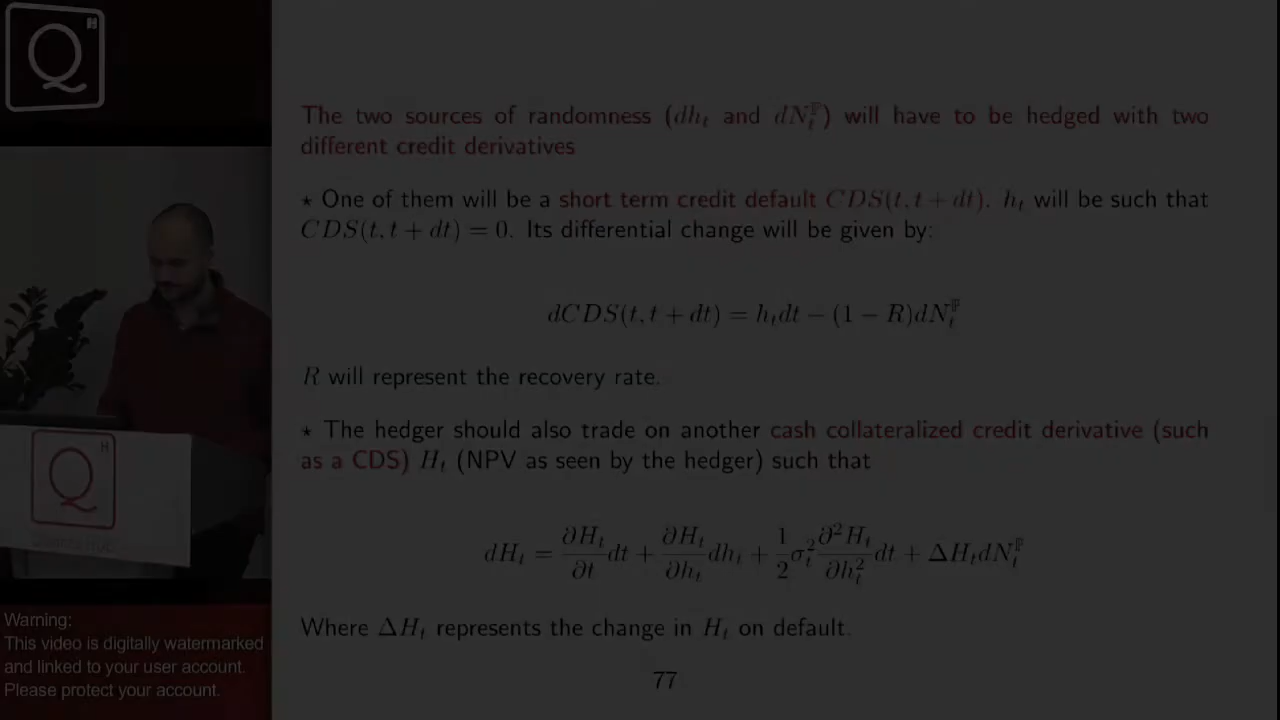 Q
H
The two sources of randomness (dh_t and dN_t^ℙ) will have to be hedged with two
different credit derivatives
⋆ One of them will be a short term credit default CDS(t, t + dt). h_t will be such that
CDS(t, t + dt) = 0. Its differential change will be given by:
dCDS(t, t + dt) = h_t dt − (1 − R)dN_t^ℙ
R will represent the recovery rate.
⋆ The hedger should also trade on another cash collateralized credit derivative (such
as a CDS) H_t (NPV as seen by the hedger) such that
dH_t = ∂H_t/∂t dt + ∂H_t/∂h_t dh_t + 1/2 σ_t^2 ∂^2H_t/∂h_t^2 dt + ΔH_t dN_t^ℙ
Where ΔH_t represents the change in H_t on default.
77
Q
H
Warning:
This video is digitally watermarked
and linked to your user account.
Please protect your account.